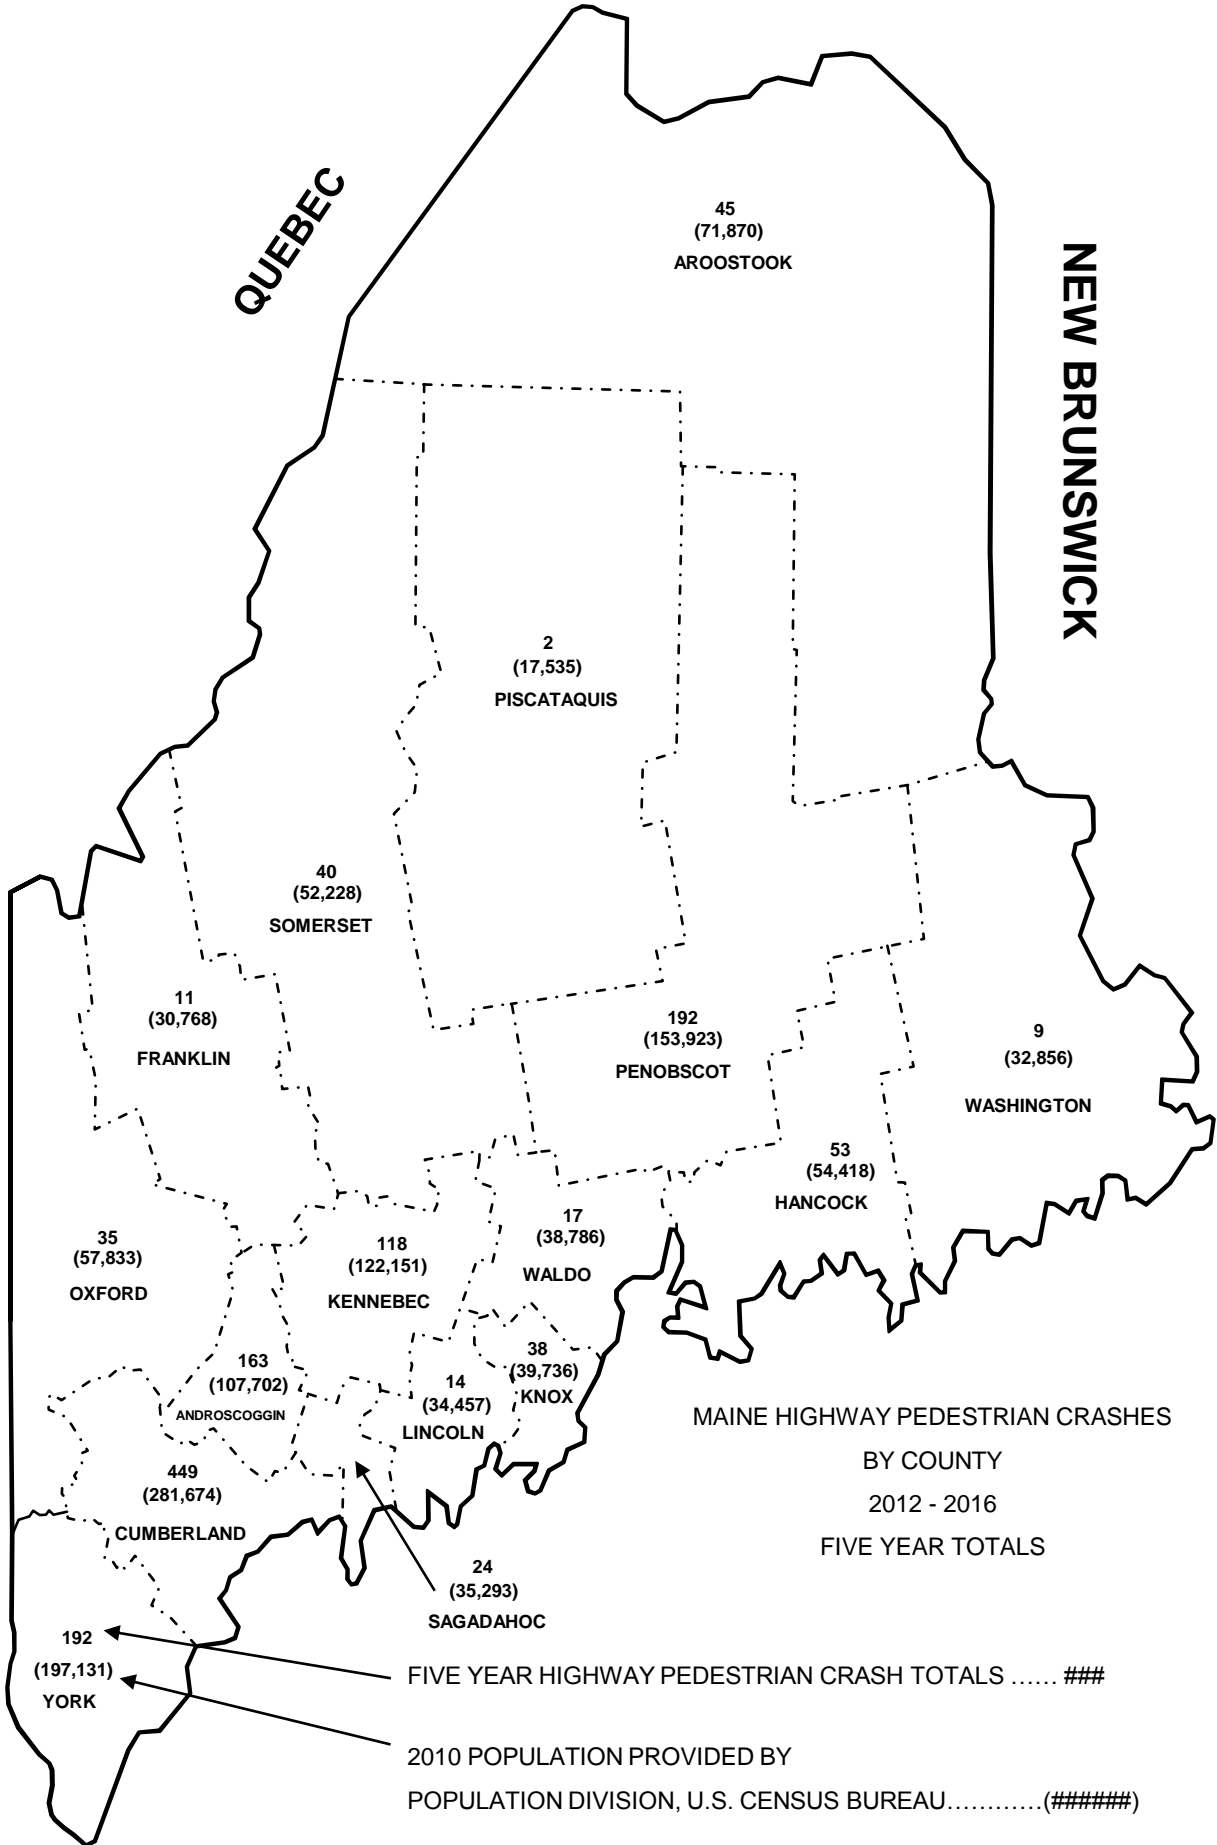 QUEBEC
45
(71,870)
AROOSTOOK
NEW BRUNSWICK
2
(17,535)
PISCATAQUIS
40
(52,228)
SOMERSET
11
(30,768)
FRANKLIN
192
(153,923)
PENOBSCOT
9
(32,856)
WASHINGTON
53
(54,418)
HANCOCK
35
(57,833)
OXFORD
118
(122,151)
KENNEBEC
17
(38,786)
WALDO
163
(107,702)
ANDROSCOGGIN
14
(34,457)
LINCOLN
38
(39,736)
KNOX
449
(281,674)
CUMBERLAND
24
(35,293)
SAGADAHOC
192
(197,131)
YORK
MAINE HIGHWAY PEDESTRIAN CRASHES
BY COUNTY
2012 - 2016
FIVE YEAR TOTALS
FIVE YEAR HIGHWAY PEDESTRIAN CRASH TOTALS …… ###
2010 POPULATION PROVIDED BY
POPULATION DIVISION, U.S. CENSUS BUREAU…………(######)